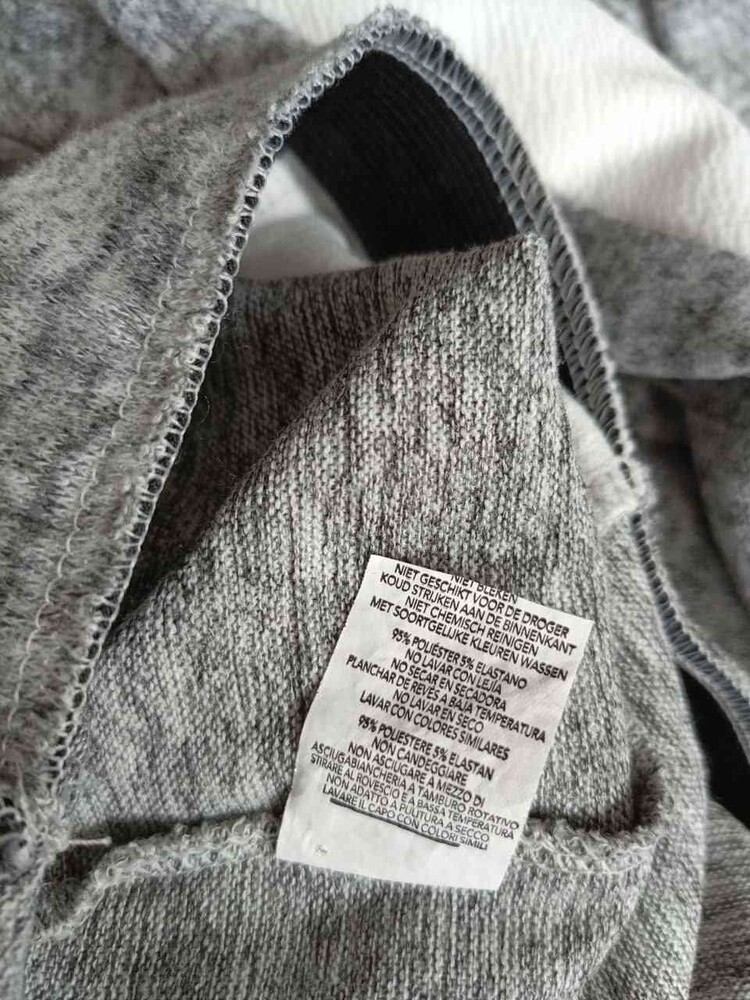 NIET BLEKEN
NIET GESCHIKT VOOR DE DROGER
KOUD STRIJKEN AAN DE BINNENKANT
NIET CHEMISCH REINIGEN
MET SOORTGELIJKE KLEUREN WASSEN
95% POLIÉSTER 5% ELASTANO
NO LAVAR CON LEJÍA
NO SECAR EN SECADORA
PLANCHAR DE REVÉS A BAJA TEMPERATURA
NO LAVAR EN SECO
LAVAR CON COLORES SIMILARES
95% POLIESTERE 5% ELASTAN
NON CANDEGGIARE
NON ASCIUGARE A MEZZO DI
ASCIUGABIANCHERIA A TAMBURO ROTATIVO
STIRARE AL ROVESCIO E A BASSA TEMPERATURA
NON ADATTO A PULITURA A SECCO
LAVARE IL CAPO CON COLORI SIMILI